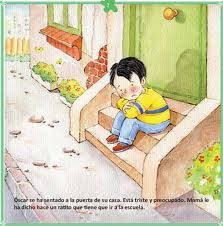 Oscar se ha sentado a la puerta de su casa. Está triste y preocupado. Mamá le
ha dicho hace un ratito que tiene que ir a la escuela.